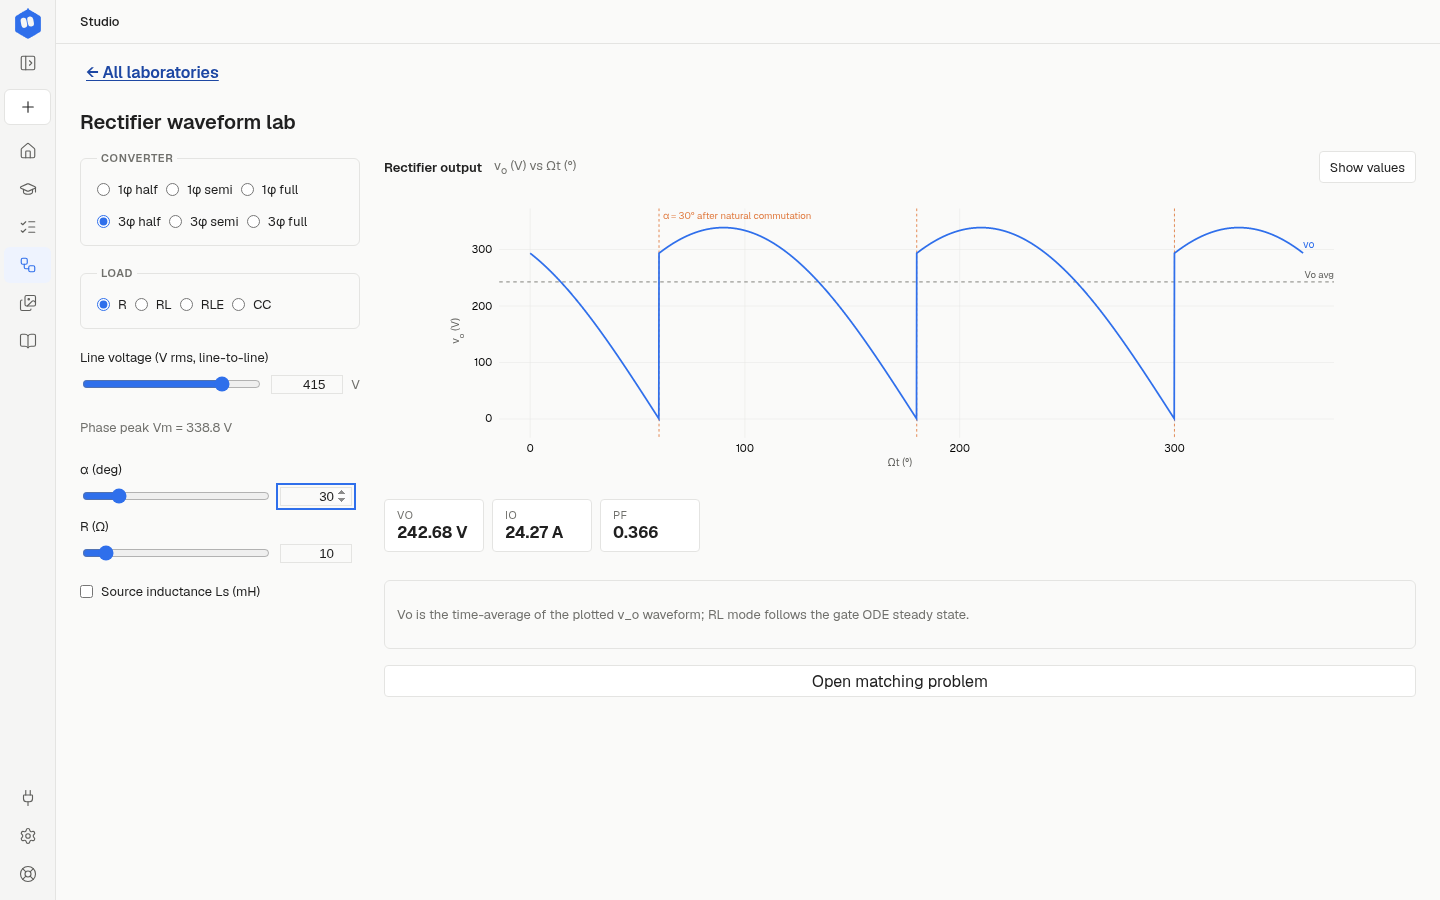 Studio
← All laboratories
Rectifier waveform lab
CONVERTER
1φ half 1φ semi 1φ full
3φ half 3φ semi 3φ full
LOAD
R RL RLE CC
Line voltage (V rms, line-to-line)
415 V
Phase peak Vm = 338.8 V
α (deg)
30
R (Ω)
10
Source inductance Ls (mH)
Rectifier output vo (V) vs Ωt (°)
Show values
α = 30° after natural commutation
vo
Vo avg
300
200
100
0
vo (V)
0 100 200 300
Ωt (°)
VO IO PF
242.68 V 24.27 A 0.366
Vo is the time-average of the plotted v_o waveform; RL mode follows the gate ODE steady state.
Open matching problem